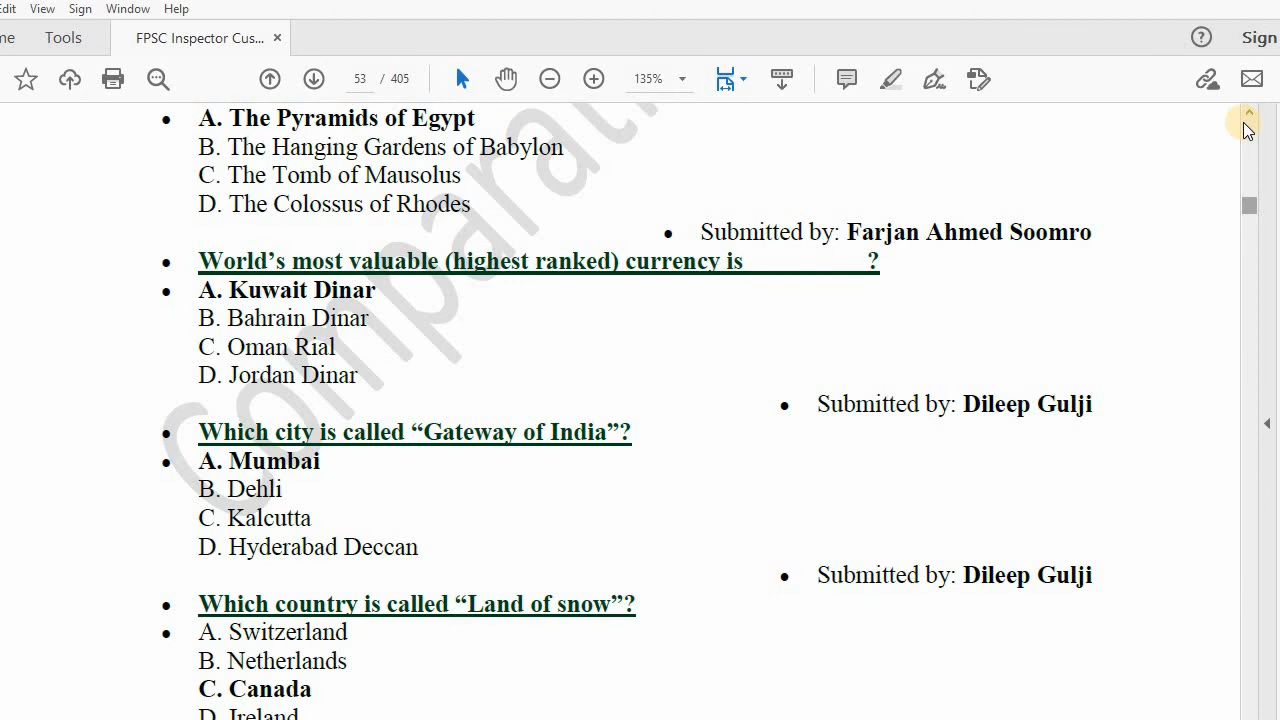 Edit View Sign Window Help
me Tools FPSC Inspector Cus... × Sign
53 / 405 135%
• A. The Pyramids of Egypt
B. The Hanging Gardens of Babylon
C. The Tomb of Mausolus
D. The Colossus of Rhodes
• Submitted by: Farjan Ahmed Soomro
• World’s most valuable (highest ranked) currency is __________?
• A. Kuwait Dinar
B. Bahrain Dinar
C. Oman Rial
D. Jordan Dinar
• Submitted by: Dileep Gulji
• Which city is called “Gateway of India”?
• A. Mumbai
B. Dehli
C. Kalcutta
D. Hyderabad Deccan
• Submitted by: Dileep Gulji
• Which country is called “Land of snow”?
• A. Switzerland
B. Netherlands
C. Canada
D. Ireland
Comparati